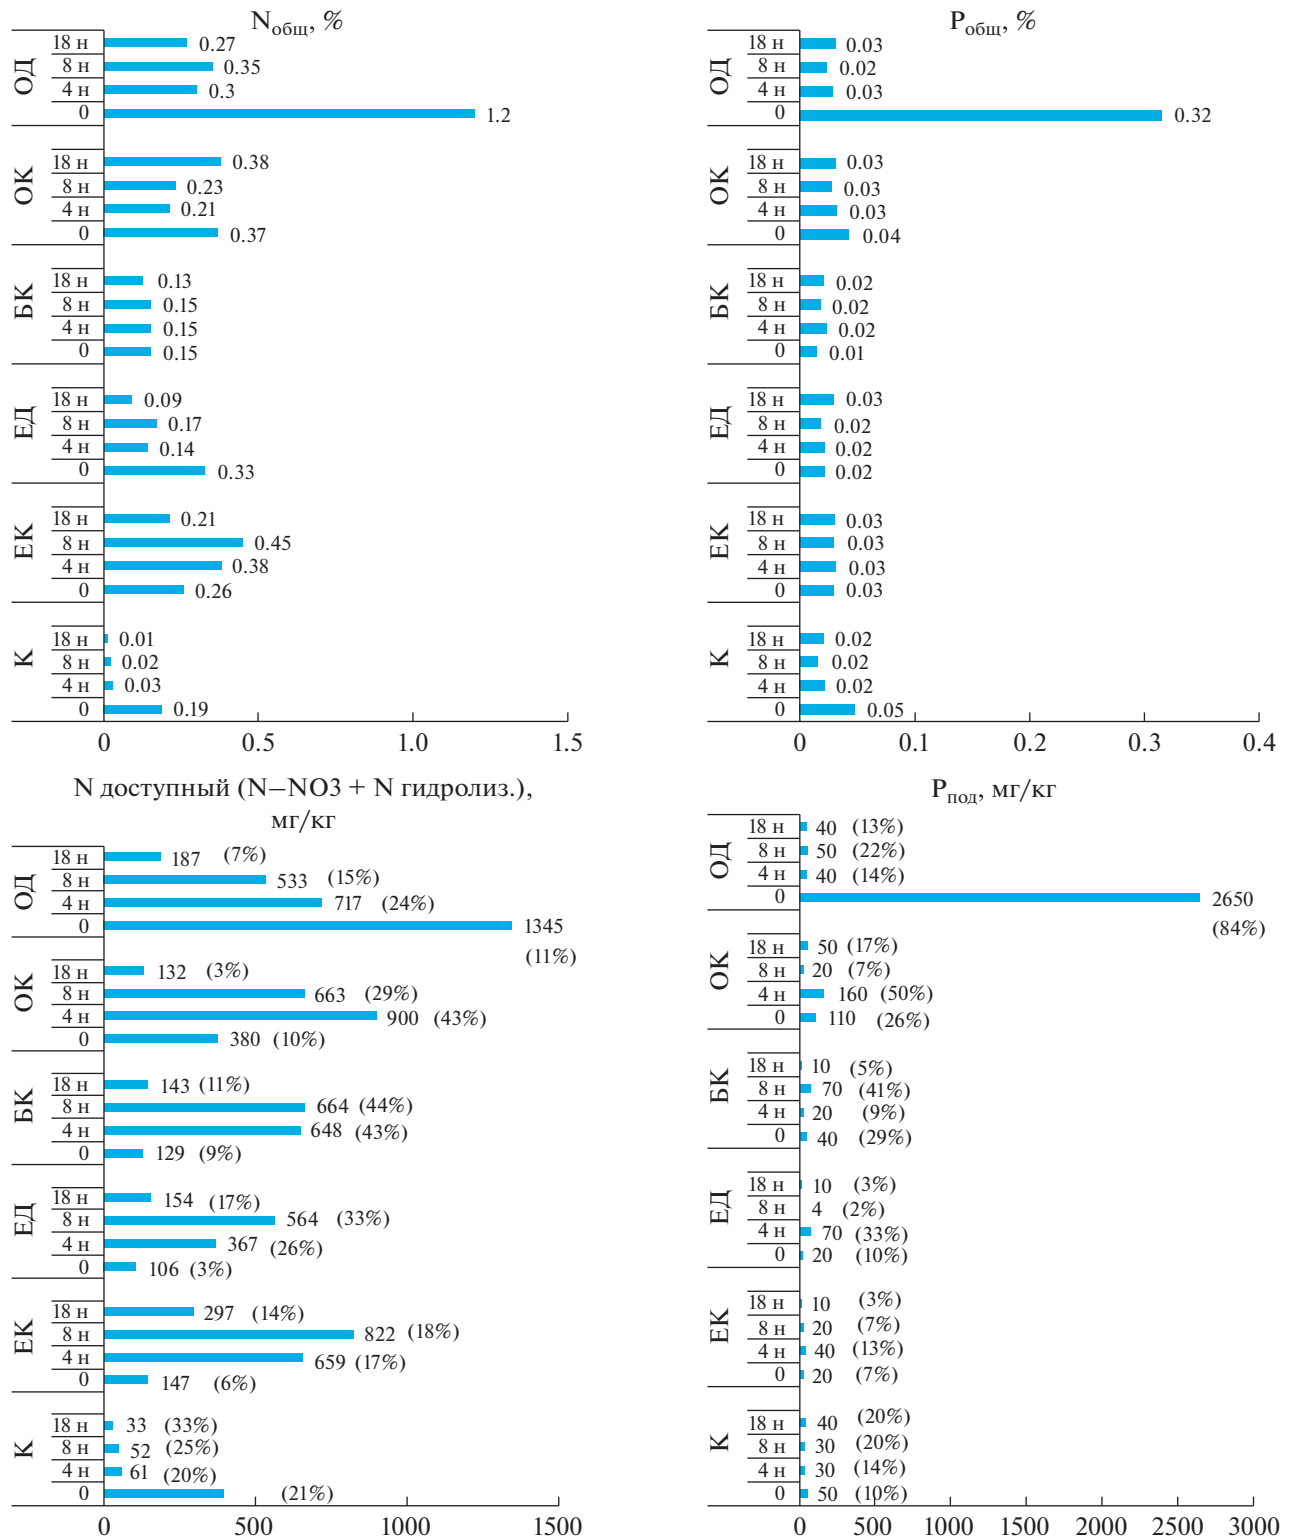 N общ, %
ОД
18 н 0.27
8 н 0.35
4 н 0.3
0 1.2
ОК
18 н 0.38
8 н 0.23
4 н 0.21
0 0.37
БК
18 н 0.13
8 н 0.15
4 н 0.15
0 0.15
ЕД
18 н 0.09
8 н 0.17
4 н 0.14
0 0.33
ЕК
18 н 0.21
8 н 0.45
4 н 0.38
0 0.26
К
18 н 0.01
8 н 0.02
4 н 0.03
0 0.19
0 0.5 1.0 1.5
P общ, %
ОД
18 н 0.03
8 н 0.02
4 н 0.03
0 0.32
ОК
18 н 0.03
8 н 0.03
4 н 0.03
0 0.04
БК
18 н 0.02
8 н 0.02
4 н 0.02
0 0.01
ЕД
18 н 0.03
8 н 0.02
4 н 0.02
0 0.02
ЕК
18 н 0.03
8 н 0.03
4 н 0.03
0 0.03
К
18 н 0.02
8 н 0.02
4 н 0.02
0 0.05
0 0.1 0.2 0.3 0.4
N доступный (N–NO3 + N гидролиз.),
мг/кг
ОД
18 н 187 (7%)
8 н 533 (15%)
4 н 717 (24%)
0 1345
(11%)
ОК
18 н 132 (3%)
8 н 663 (29%)
4 н 900 (43%)
0 380 (10%)
БК
18 н 143 (11%)
8 н 664 (44%)
4 н 648 (43%)
0 129 (9%)
ЕД
18 н 154 (17%)
8 н 564 (33%)
4 н 367 (26%)
0 106 (3%)
ЕК
18 н 297 (14%)
8 н 822 (18%)
4 н 659 (17%)
0 147 (6%)
К
18 н 33 (33%)
8 н 52 (25%)
4 н 61 (20%)
0 (21%)
0 500 1000 1500
P под, мг/кг
ОД
18 н 40 (13%)
8 н 50 (22%)
4 н 40 (14%)
0 2650
(84%)
ОК
18 н 50 (17%)
8 н 20 (7%)
4 н 160 (50%)
0 110 (26%)
БК
18 н 10 (5%)
8 н 70 (41%)
4 н 20 (9%)
0 40 (29%)
ЕД
18 н 10 (3%)
8 н 4 (2%)
4 н 70 (33%)
0 20 (10%)
ЕК
18 н 10 (3%)
8 н 20 (7%)
4 н 40 (13%)
0 20 (7%)
К
18 н 40 (20%)
8 н 30 (20%)
4 н 30 (14%)
0 50 (10%)
0 500 1000 1500 2000 2500 3000